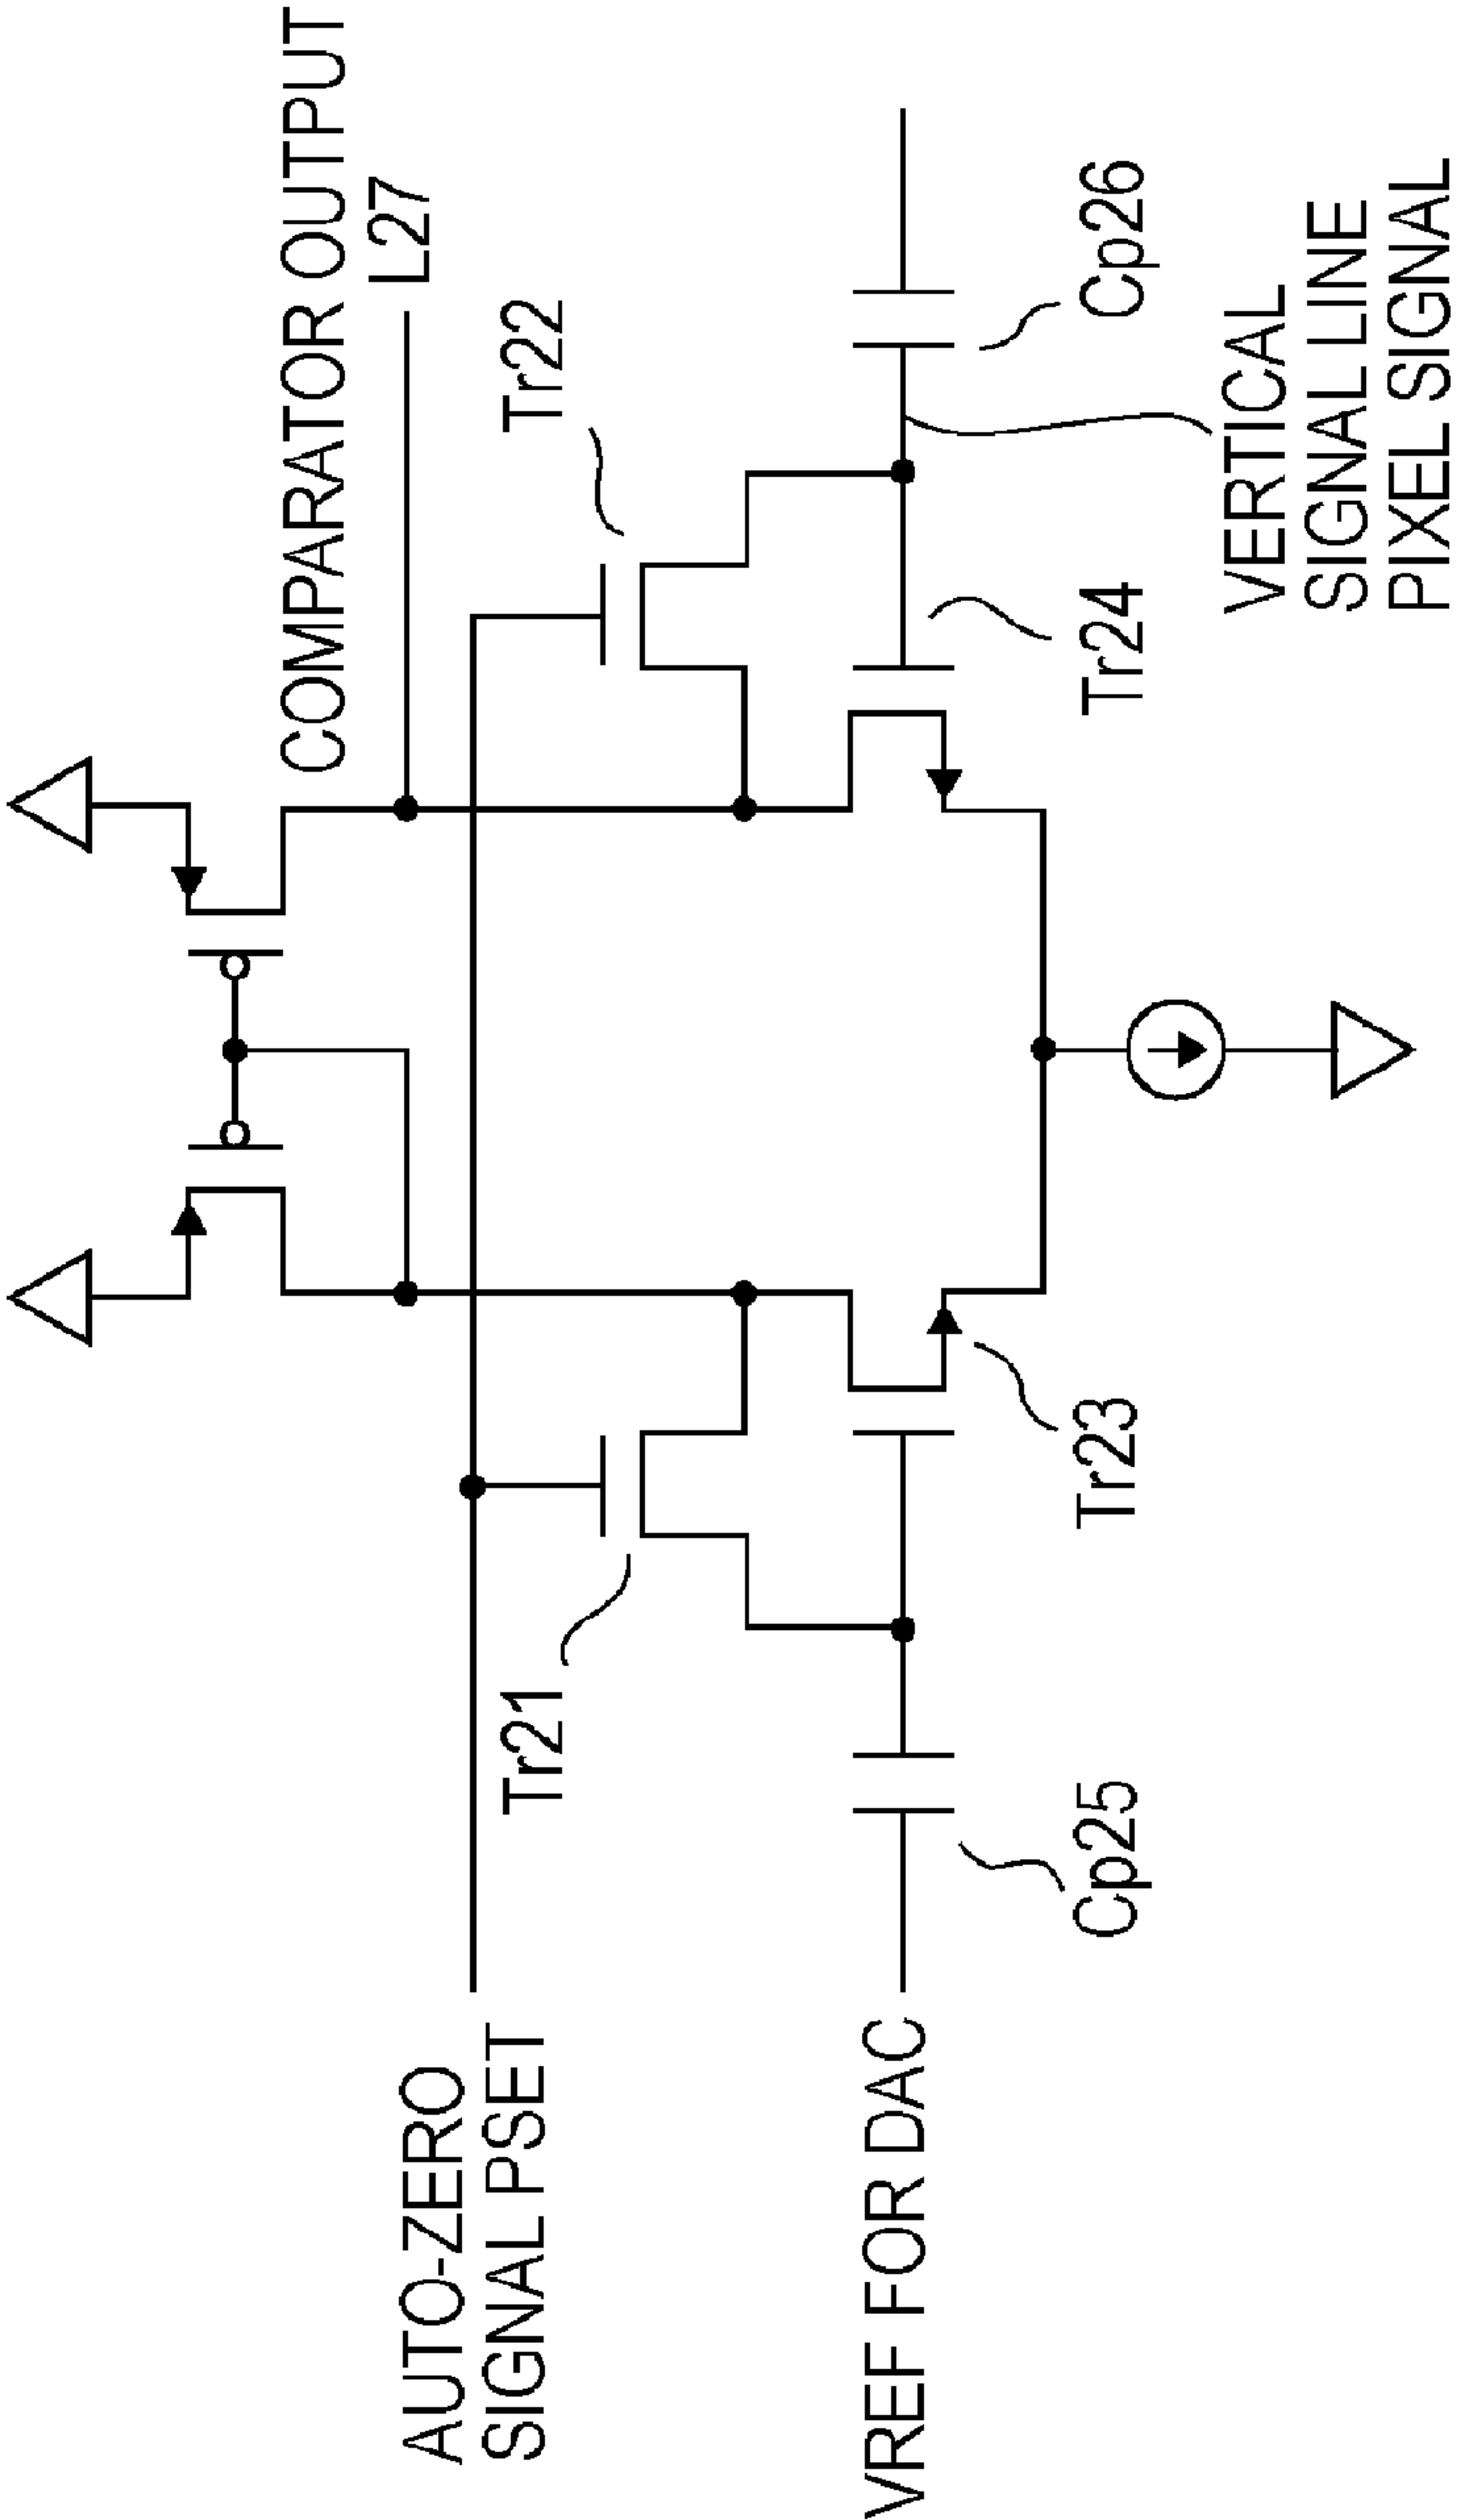 COMPARATOR OUTPUT
L27
AUTO-ZERO
SIGNAL PSET
Tr21
Tr22
VREF FOR DAC
Cp25
Tr23
Tr24
Cp26
VERTICAL
SIGNAL LINE
PIXEL SIGNAL